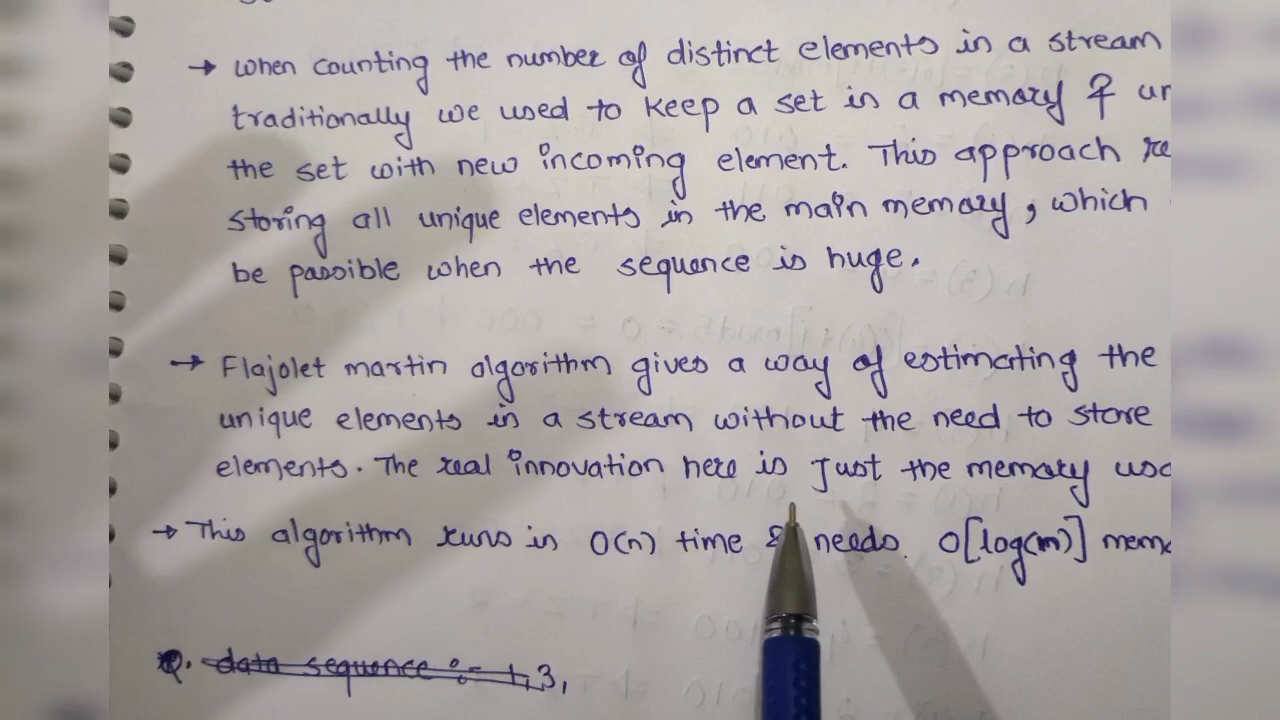 → when counting the number of distinct elements in a stream
traditionally we used to keep a set in a memory &
the set with new incoming element. This approach
storing all unique elements in the main memory, which
be possible when the sequence is huge.
→ Flajolet martin algorithm gives a way of estimating the
unique elements in a stream without the need to store
elements. The real innovation here is just the memory
→ This algorithm runs in O(n) time & needs. O[log(m)]
Q. data sequence :- 1,3,